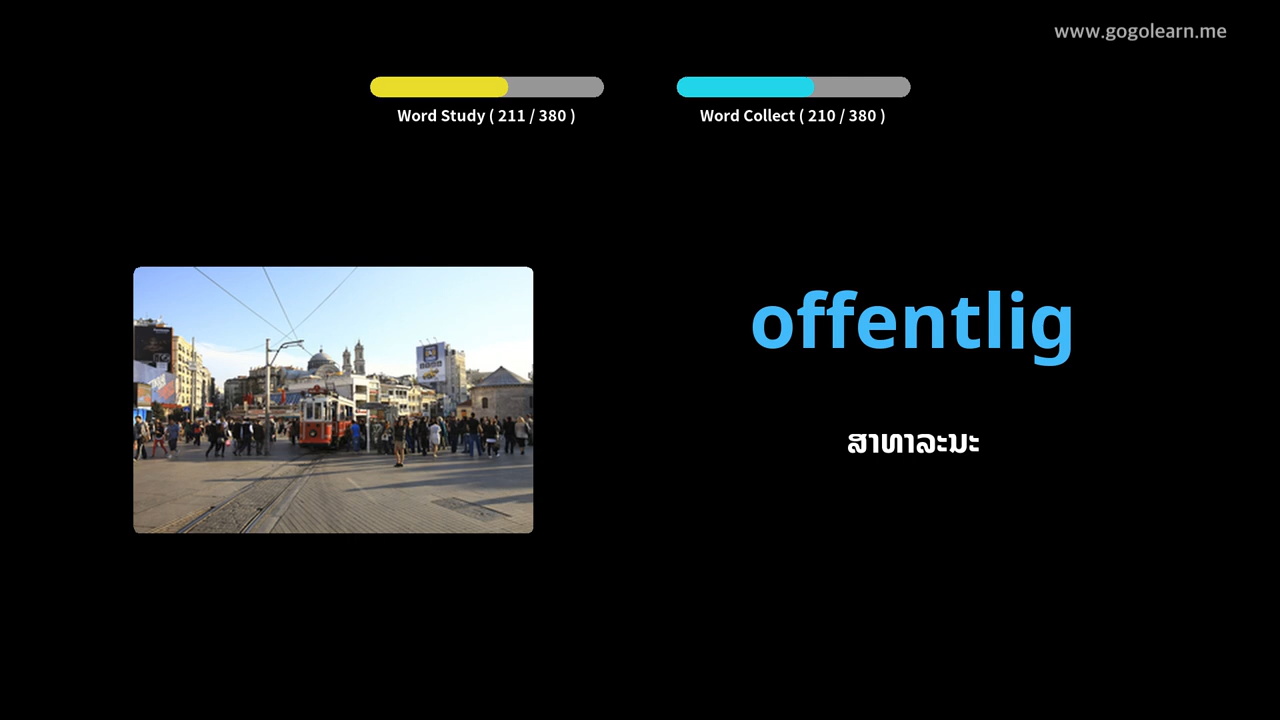 www.gogolearn.me
Word Study ( 211 / 380 )
Word Collect ( 210 / 380 )
offentlig
ສາທາລະນະ